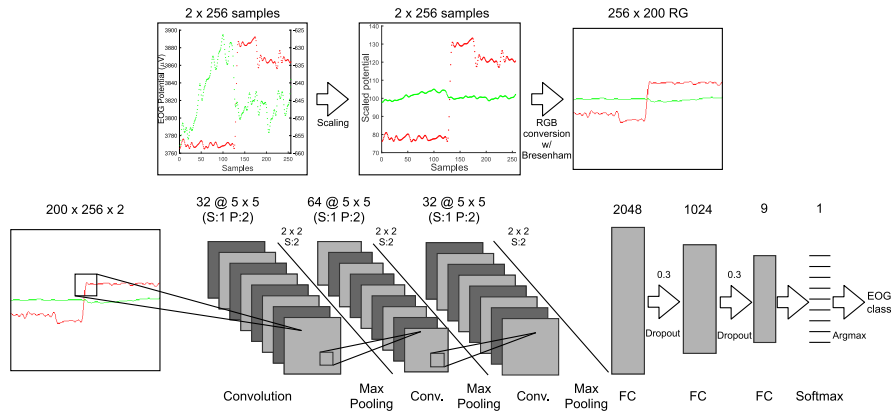 2 x 256 samples
2 x 256 samples
256 x 200 RG
EOG Potential (μV)
3900
3880
3860
3840
3820
3800
3780
3760
625
630
635
640
645
650
655
660
0
50
100
150
200
250
Samples
Scaling
Scaled potential
140
130
120
110
100
90
80
70
0
50
100
150
200
250
Samples
RGB
conversion
w/
Bresenham
200 x 256 x 2
32 @ 5 x 5
(S:1 P:2)
64 @ 5 x 5
(S:1 P:2)
32 @ 5 x 5
(S:1 P:2)
2 x 2
S:2
2 x 2
S:2
2 x 2
S:2
2048
1024
9
1
0.3
Dropout
0.3
Dropout
Argmax
EOG
class
Convolution
Max
Pooling
Conv.
Max
Pooling
Conv.
Max
Pooling
FC
FC
FC
Softmax